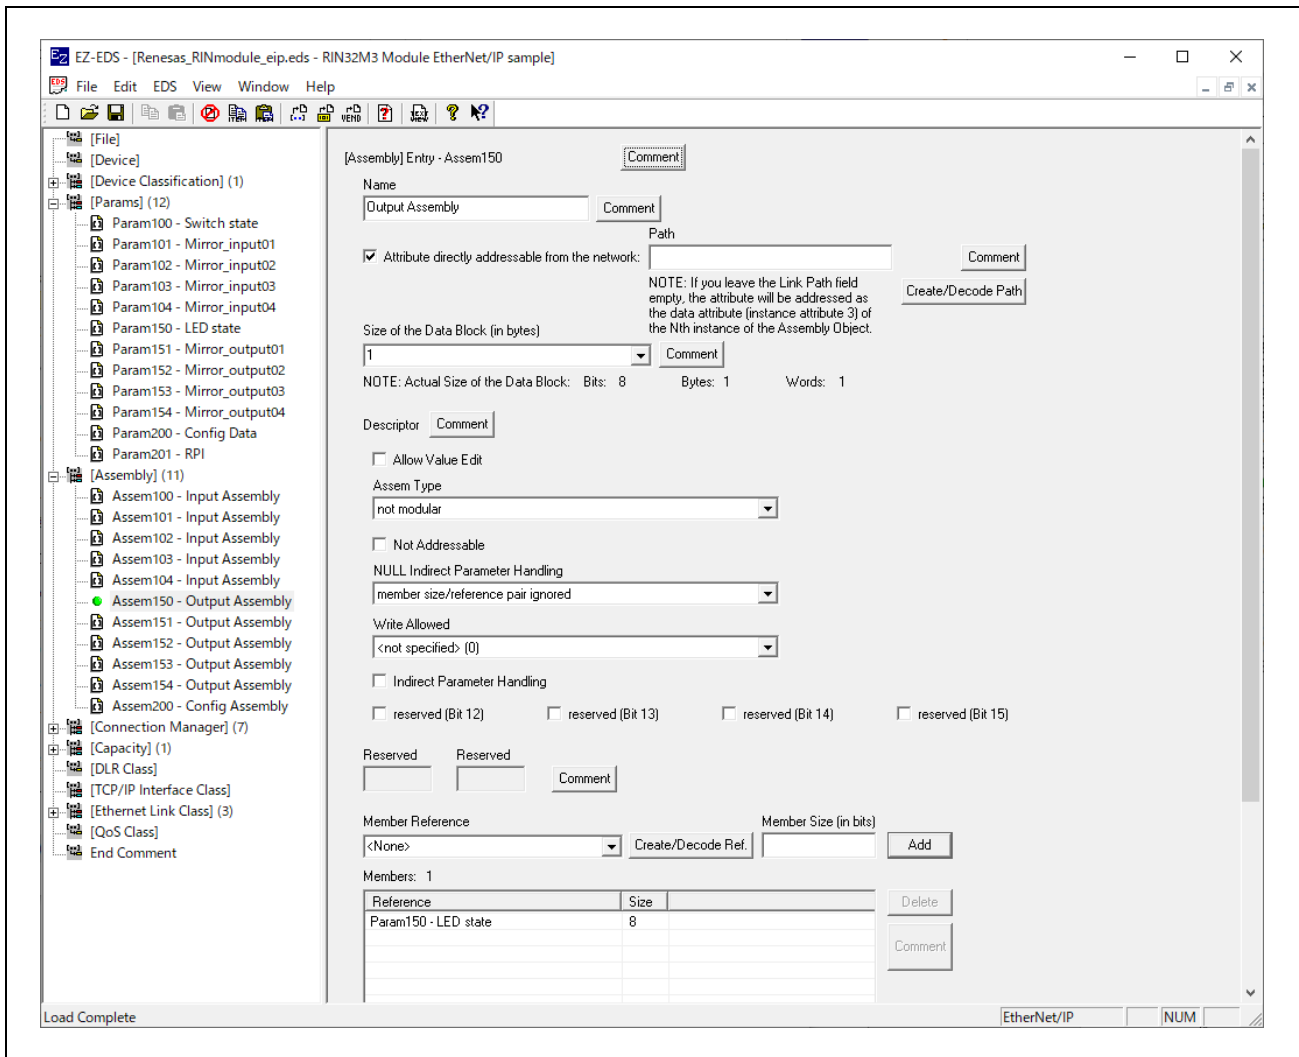 EZ-EDS - [Renesas_RINmodule_eip.eds - RIN32M3 Module EtherNet/IP sample]
File Edit EDS View Window Help
[File]
[Device]
[Device Classification] (1)
[Params] (12)
Param100 - Switch state
Param101 - Mirror_input01
Param102 - Mirror_input02
Param103 - Mirror_input03
Param104 - Mirror_input04
Param150 - LED state
Param151 - Mirror_output01
Param152 - Mirror_output02
Param153 - Mirror_output03
Param154 - Mirror_output04
Param200 - Config Data
Param201 - RPI
[Assembly] (11)
Assem100 - Input Assembly
Assem101 - Input Assembly
Assem102 - Input Assembly
Assem103 - Input Assembly
Assem104 - Input Assembly
Assem150 - Output Assembly
Assem151 - Output Assembly
Assem152 - Output Assembly
Assem153 - Output Assembly
Assem154 - Output Assembly
Assem200 - Config Assembly
[Connection Manager] (7)
[Capacity] (1)
[DLR Class]
[TCP/IP Interface Class]
[Ethernet Link Class] (3)
[QoS Class]
End Comment
[Assembly] Entry - Assem150 Comment
Name
Output Assembly Comment
Path
Attribute directly addressable from the network: Comment
NOTE: If you leave the Link Path field
empty, the attribute will be addressed as
the data attribute (instance attribute 3) of
the Nth instance of the Assembly Object.
Create/Decode Path
Size of the Data Block (in bytes)
1 Comment
NOTE: Actual Size of the Data Block: Bits: 8 Bytes: 1 Words: 1
Descriptor Comment
Allow Value Edit
Assem Type
not modular
Not Addressable
NULL Indirect Parameter Handling
member size/reference pair ignored
Write Allowed
<not specified> (0)
Indirect Parameter Handling
reserved (Bit 12) reserved (Bit 13) reserved (Bit 14) reserved (Bit 15)
Reserved Reserved
Comment
Member Reference Member Size (in bits)
<None> Create/Decode Ref. Add
Members: 1
Reference Size Delete
Param150 - LED state 8
Comment
Load Complete EtherNet/IP NUM